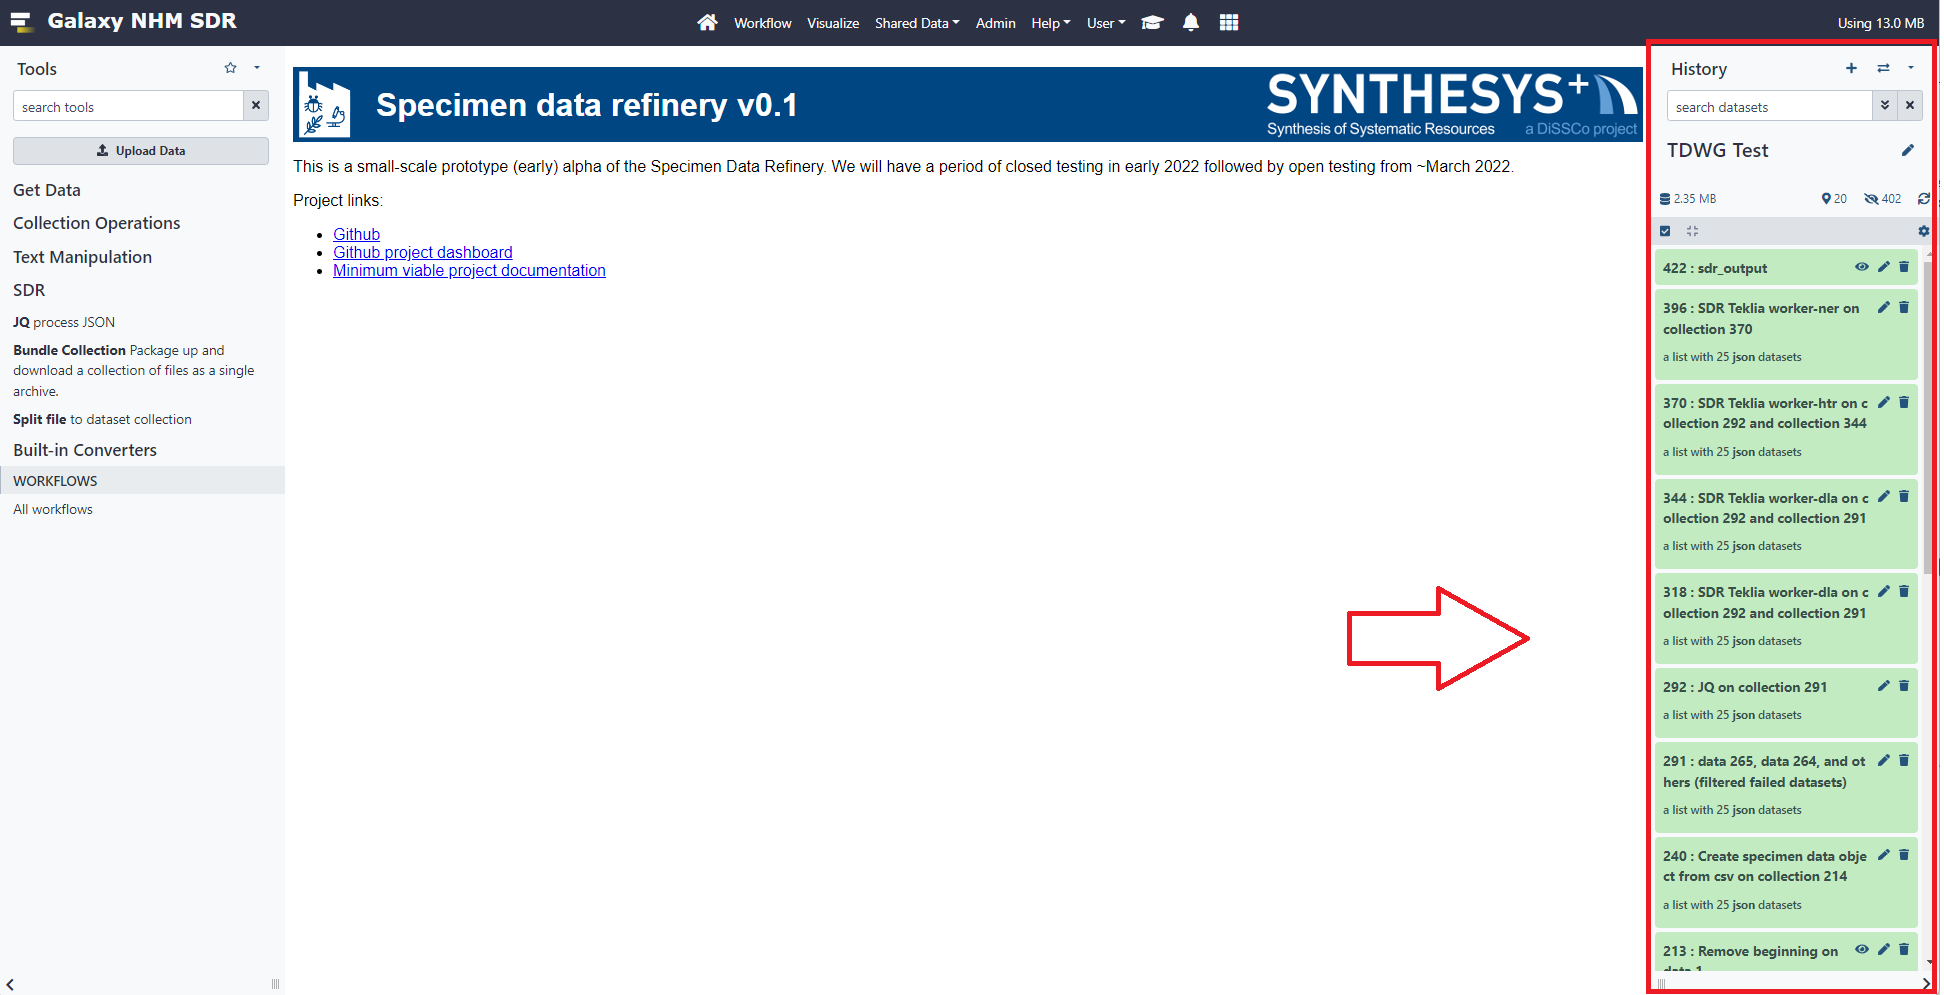 Galaxy NHM SDR
Workflow Visualize Shared Data Admin Help User
Using 13.0 MB
Tools
search tools
Upload Data
Get Data
Collection Operations
Text Manipulation
SDR
JQ process JSON
Bundle Collection Package up and
download a collection of files as a single
archive.
Split file to dataset collection
Built-in Converters
WORKFLOWS
All workflows
Specimen data refinery v0.1
SYNTHESYS+
Synthesis of Systematic Resources a DiSSCo project
This is a small-scale prototype (early) alpha of the Specimen Data Refinery. We will have a period of closed testing in early 2022 followed by open testing from ~March 2022.
Project links:
Github
Github project dashboard
Minimum viable project documentation
History
search datasets
TDWG Test
2.35 MB 20 402
422 : sdr_output
396 : SDR Teklia worker-ner on
collection 370
a list with 25 json datasets
370 : SDR Teklia worker-htr on c
ollection 292 and collection 344
a list with 25 json datasets
344 : SDR Teklia worker-dla on c
ollection 292 and collection 291
a list with 25 json datasets
318 : SDR Teklia worker-dla on c
ollection 292 and collection 291
a list with 25 json datasets
292 : JQ on collection 291
a list with 25 json datasets
291 : data 265, data 264, and ot
hers (filtered failed datasets)
a list with 25 json datasets
240 : Create specimen data obje
ct from csv on collection 214
a list with 25 json datasets
213 : Remove beginning on
data 1